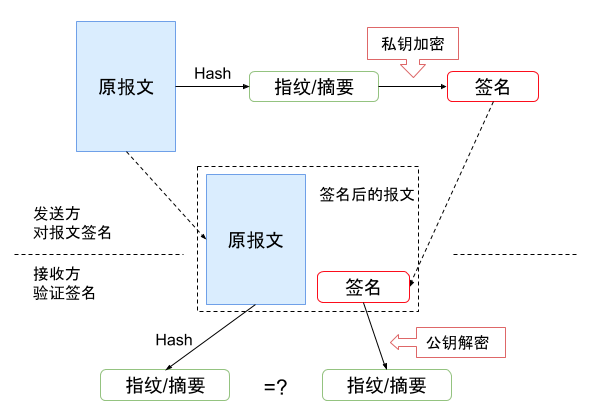 私钥加密
原报文
Hash
指纹/摘要
签名
签名后的报文
原报文
签名
发送方
对报文签名
接收方
验证签名
Hash
公钥解密
指纹/摘要
=?
指纹/摘要